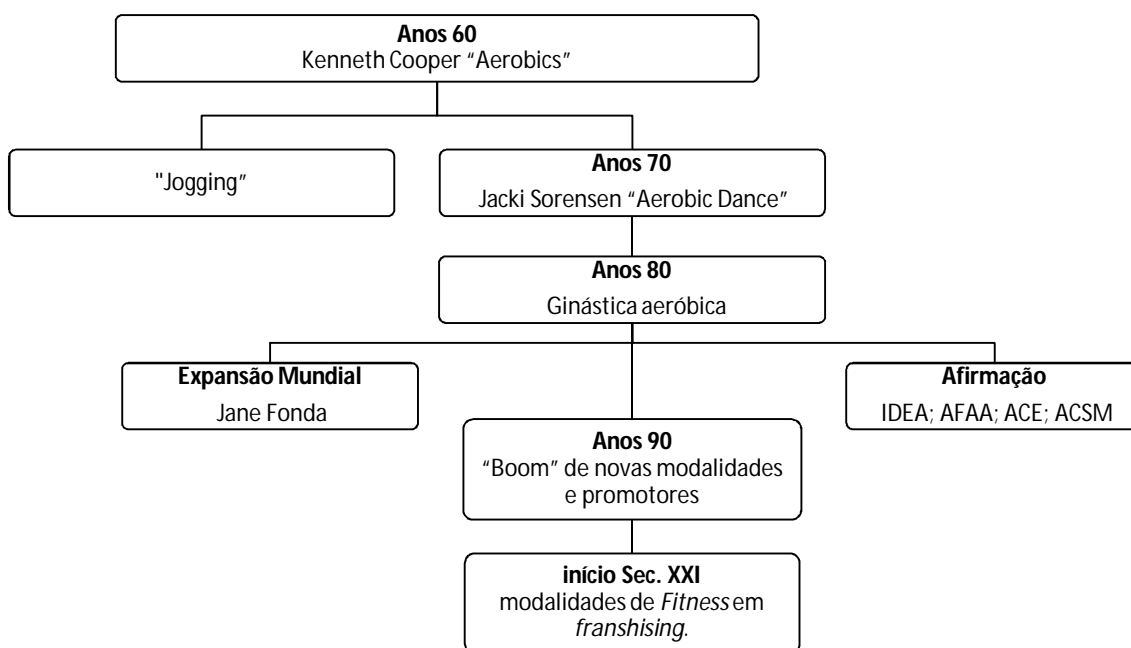 Anos 60
Kenneth Cooper “Aerobics”
"Jogging”
Anos 70
Jacki Sorensen “Aerobic Dance”
Anos 80
Ginástica aeróbica
Expansão Mundial
Jane Fonda
Afirmação
IDEA; AFAA; ACE; ACSM
Anos 90
“Boom” de novas modalidades
e promotores
início Sec. XXI
modalidades de Fitness em
franshising.